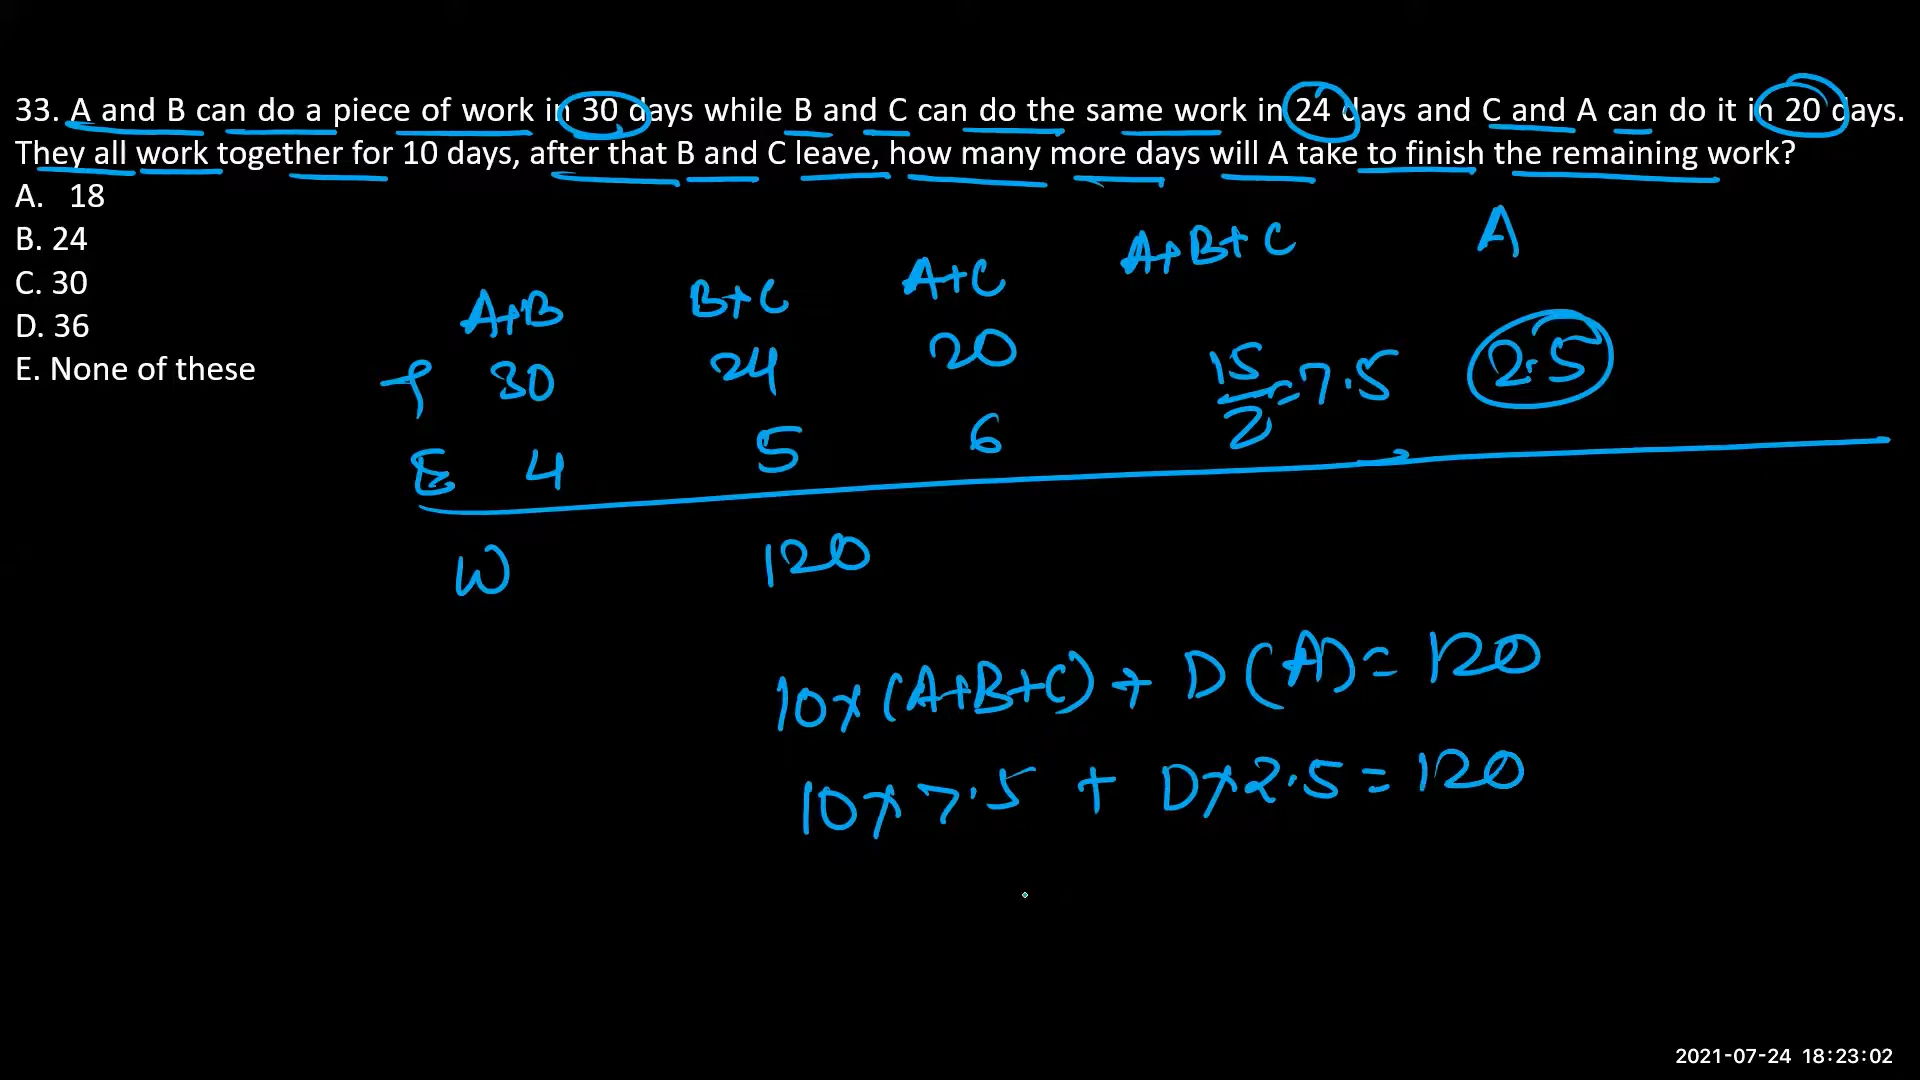 33. A and B can do a piece of work in 30 days while B and C can do the same work in 24 days and C and A can do it in 20 days.
They all work together for 10 days, after that B and C leave, how many more days will A take to finish the remaining work?
A. 18
B. 24
C. 30
D. 36
E. None of these
A+B B+C A+C A+B+C A
T 30 24 20 15/2=7.5 2.5
E 4 5 6
W 120
10x(A+B+C) + D(A) = 120
10x7.5 + Dx2.5 = 120
2021-07-24 18:23:02